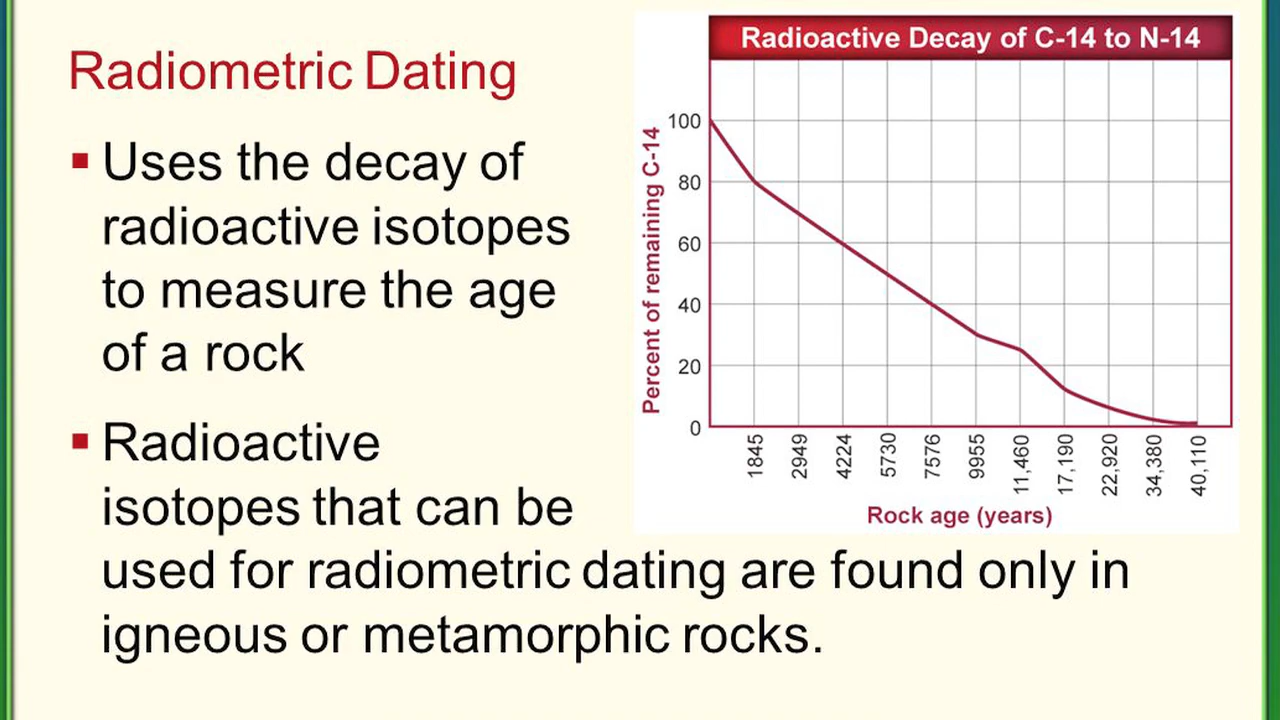 Radiometric Dating
▪ Uses the decay of
radioactive isotopes
to measure the age
of a rock
▪ Radioactive
isotopes that can be
used for radiometric dating are found only in
igneous or metamorphic rocks.
Radioactive Decay of C-14 to N-14
Percent of remaining C-14
100
80
60
40
20
0
1845
2949
4224
5730
7576
9955
11,460
17,190
22,920
34,380
40,110
Rock age (years)